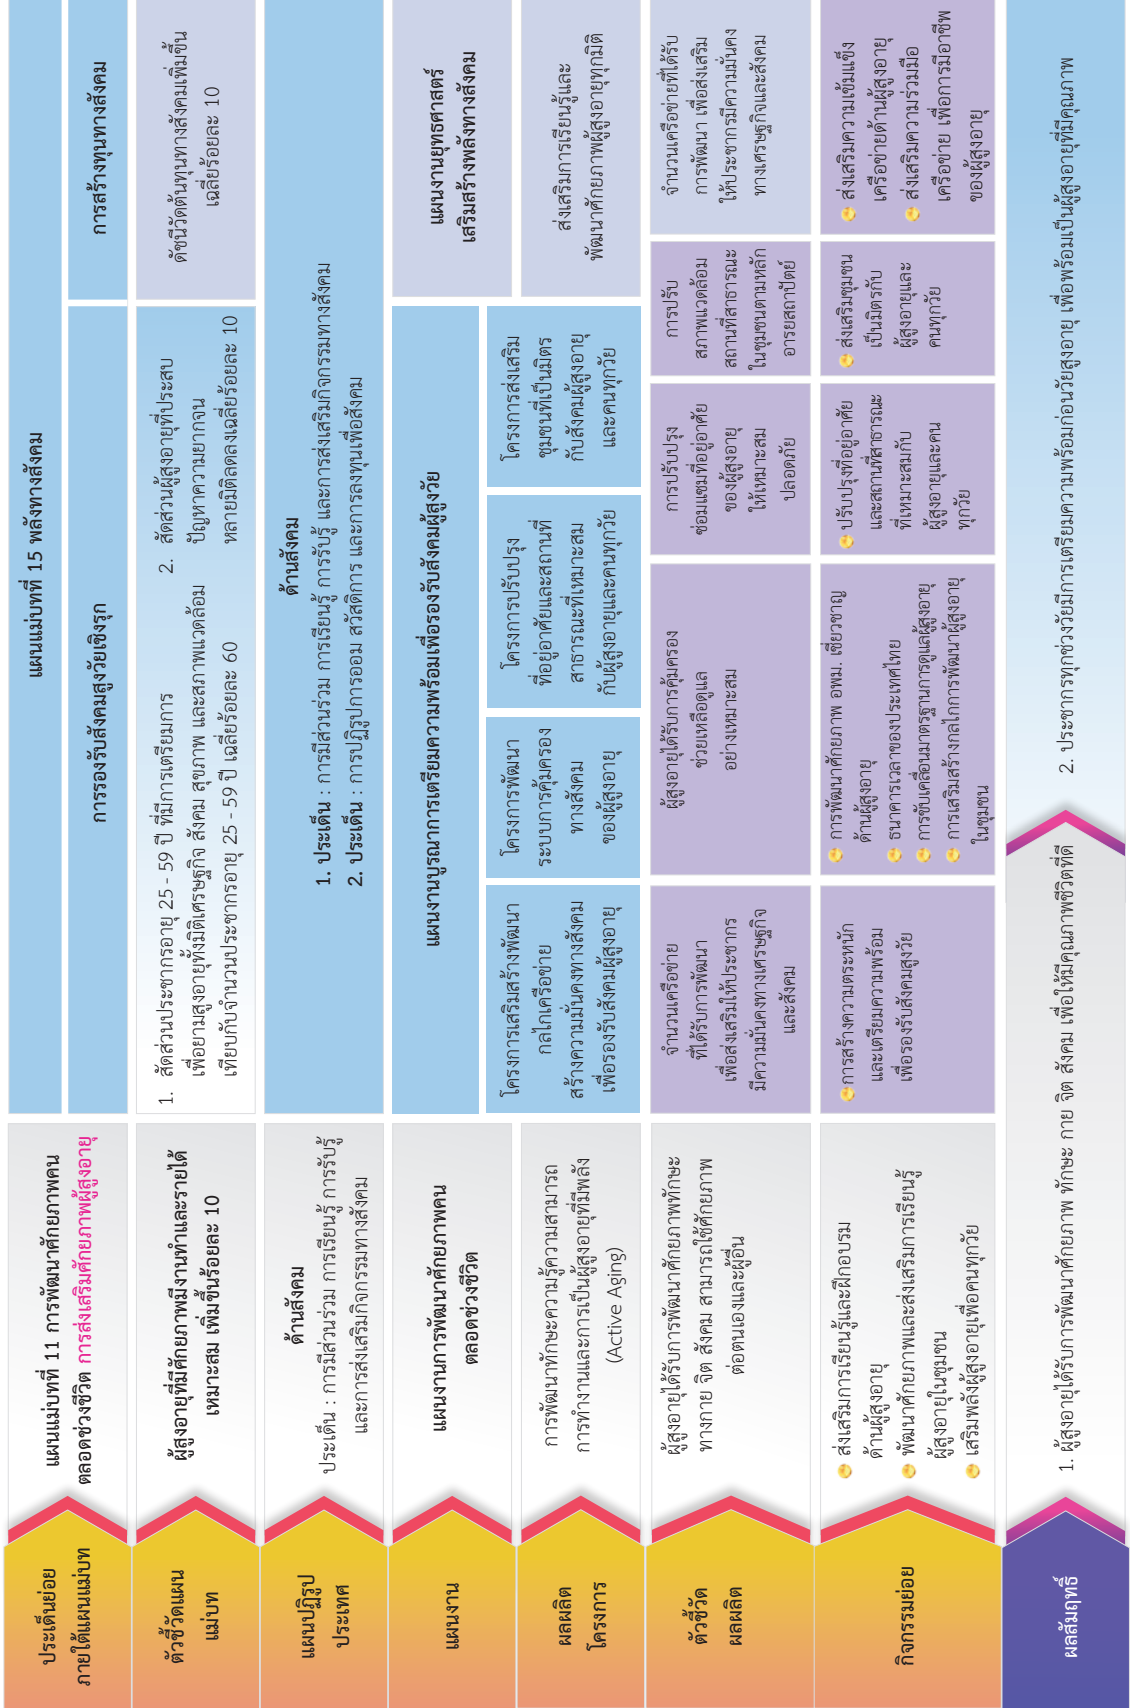 ประเด็นย่อย
ภายใต้แผนแม่บท
แผนแม่บทที่ 11 การพัฒนาศักยภาพคน
ตลอดช่วงชีวิต การส่งเสริมศักยภาพผู้สูงอายุ
แผนแม่บทที่ 15 พลังทางสังคม
การรองรับสังคมสูงวัยเชิงรุก
การสร้างทุนทางสังคม
ตัวชี้วัดแผน
แม่บท
ผู้สูงอายุที่มีศักยภาพมีงานทำและรายได้
เหมาะสม เพิ่มขึ้นร้อยละ 10
1. สัดส่วนประชากรอายุ 25 - 59 ปี ที่มีการเตรียมการ
เพื่อยามสูงอายุทั้งมิติเศรษฐกิจ สังคม สุขภาพ และสภาพแวดล้อม
เทียบกับจำนวนประชากรอายุ 25 - 59 ปี เฉลี่ยร้อยละ 60
2. สัดส่วนผู้สูงอายุที่ประสบ
ปัญหาความยากจน
หลายมิติลดลงเฉลี่ยร้อยละ 10
ดัชนีวัดต้นทุนทางสังคมเพิ่มขึ้น
เฉลี่ยร้อยละ 10
แผนปฏิรูป
ประเทศ
ด้านสังคม
ประเด็น : การมีส่วนร่วม การเรียนรู้ การรับรู้
และการส่งเสริมกิจกรรมทางสังคม
ด้านสังคม
1. ประเด็น : การมีส่วนร่วม การเรียนรู้ การรับรู้ และการส่งเสริมกิจกรรมทางสังคม
2. ประเด็น : การปฏิรูปการออม สวัสดิการ และการลงทุนเพื่อสังคม
แผนงาน
แผนงานการพัฒนาศักยภาพคน
ตลอดช่วงชีวิต
แผนงานบูรณาการเตรียมความพร้อมเพื่อรองรับสังคมผู้สูงวัย
แผนงานยุทธศาสตร์
เสริมสร้างพลังทางสังคม
ผลผลิต
โครงการ
การพัฒนาทักษะความรู้ความสามารถ
การทำงานและการเป็นผู้สูงอายุที่มีพลัง
(Active Aging)
โครงการเสริมสร้างพัฒนา
กลไกเครือข่าย
สร้างความมั่นคงทางสังคม
เพื่อรองรับสังคมผู้สูงอายุ
โครงการพัฒนา
ระบบการคุ้มครอง
ทางสังคม
ของผู้สูงอายุ
โครงการปรับปรุง
ที่อยู่อาศัยและสถานที่
สาธารณะที่เหมาะสม
กับผู้สูงอายุและคนทุกวัย
โครงการส่งเสริม
ชุมชนที่เป็นมิตร
กับสังคมผู้สูงอายุ
และคนทุกวัย
ส่งเสริมการเรียนรู้และ
พัฒนาศักยภาพผู้สูงอายุทุกมิติ
ตัวชี้วัด
ผลผลิต
ผู้สูงอายุได้รับการพัฒนาศักยภาพทักษะ
ทางกาย จิต สังคม สามารถใช้ศักยภาพ
ต่อตนเองและผู้อื่น
จำนวนเครือข่าย
ที่ได้รับการพัฒนา
เพื่อส่งเสริมให้ประชากร
มีความมั่นคงทางเศรษฐกิจ
และสังคม
ผู้สูงอายุได้รับการคุ้มครอง
ช่วยเหลือดูแล
อย่างเหมาะสม
การปรับปรุง
ซ่อมแซมที่อยู่อาศัย
ของผู้สูงอายุ
ให้เหมาะสม
ปลอดภัย
การปรับ
สภาพแวดล้อม
สถานที่สาธารณะ
ในชุมชนตามหลัก
อารยสถาปัตย์
จำนวนเครือข่ายที่ได้รับ
การพัฒนา เพื่อส่งเสริม
ให้ประชากรมีความมั่นคง
ทางเศรษฐกิจและสังคม
กิจกรรมย่อย
ส่งเสริมการเรียนรู้และฝึกอบรม
ด้านผู้สูงอายุ
พัฒนาศักยภาพและส่งเสริมการเรียนรู้
ผู้สูงอายุในชุมชน
เสริมพลังผู้สูงอายุเพื่อคนทุกวัย
การสร้างความตระหนัก
และเตรียมความพร้อม
เพื่อรองรับสังคมสูงวัย
การพัฒนาศักยภาพ อพม. เชี่ยวชาญ
ด้านผู้สูงอายุ
ธนาคารเวลาของประเทศไทย
การขับเคลื่อนมาตรฐานการดูแลผู้สูงอายุ
การเสริมสร้างกลไกการพัฒนาผู้สูงอายุ
ในชุมชน
ปรับปรุงที่อยู่อาศัย
และสถานที่สาธารณะ
ที่เหมาะสมกับ
ผู้สูงอายุและคน
ทุกวัย
ส่งเสริมชุมชน
เป็นมิตรกับ
ผู้สูงอายุและ
คนทุกวัย
ส่งเสริมความเข้มแข็ง
เครือข่ายด้านผู้สูงอายุ
ส่งเสริมความร่วมมือ
เครือข่าย เพื่อการมีอาชีพ
ของผู้สูงอายุ
ผลสัมฤทธิ์
1. ผู้สูงอายุได้รับการพัฒนาศักยภาพ ทักษะ กาย จิต สังคม เพื่อให้มีคุณภาพชีวิตที่ดี
2. ประชากรทุกช่วงวัยมีการเตรียมความพร้อมก่อนวัยสูงอายุ เพื่อพร้อมเป็นผู้สูงอายุที่มีคุณภาพ